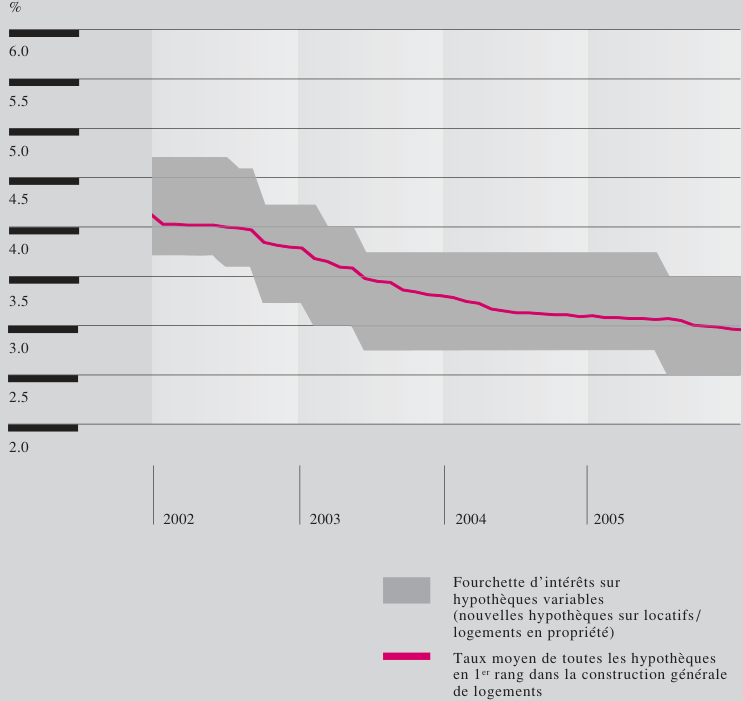 %
6.0
5.5
5.0
4.5
4.0
3.5
3.0
2.5
2.0
2002 2003 2004 2005
Fourchette d’intérêts sur
hypothèques variables
(nouvelles hypothèques sur locatifs/
logements en propriété)
Taux moyen de toutes les hypothèques
en 1er rang dans la construction générale
de logements